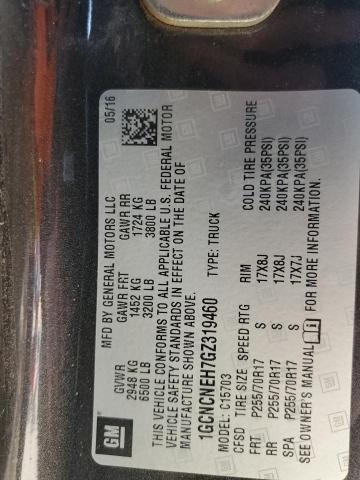 GM
MFD BY GENERAL MOTORS LLC
05/16
GVWR GAWR FRT GAWR RR
2948 KG 1452 KG 1724 KG
6500 LB 3200 LB 3800 LB
THIS VEHICLE CONFORMS TO ALL APPLICABLE U.S. FEDERAL MOTOR
VEHICLE SAFETY STANDARDS IN EFFECT ON THE DATE OF
MANUFACTURE SHOWN ABOVE.
1GCNCNEH7GZ319460 TYPE: TRUCK
MODEL: C15703
CFSD TIRE SIZE SPEED RTG RIM COLD TIRE PRESSURE
FRT P255/70R17 S 17X8J 240KPA(35PSI)
RR P255/70R17 S 17X8J 240KPA(35PSI)
SPA P255/70R17 S 17X7J 240KPA(35PSI)
SEE OWNER'S MANUAL FOR MORE INFORMATION.